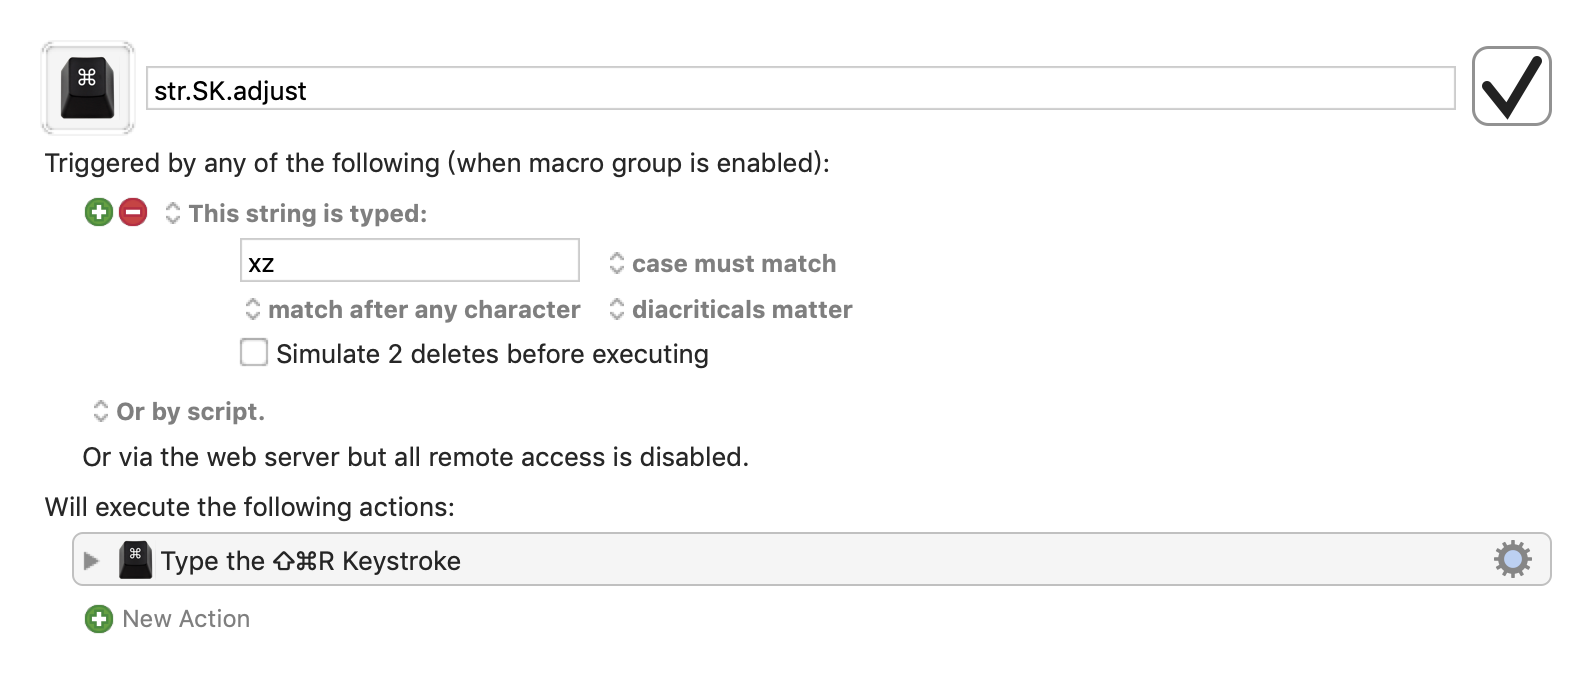 ⌘
str.SK.adjust
Triggered by any of the following (when macro group is enabled):
This string is typed:
xz
case must match
match after any character
diacriticals matter
Simulate 2 deletes before executing
Or by script.
Or via the web server but all remote access is disabled.
Will execute the following actions:
⌘ Type the ⇧⌘R Keystroke
New Action